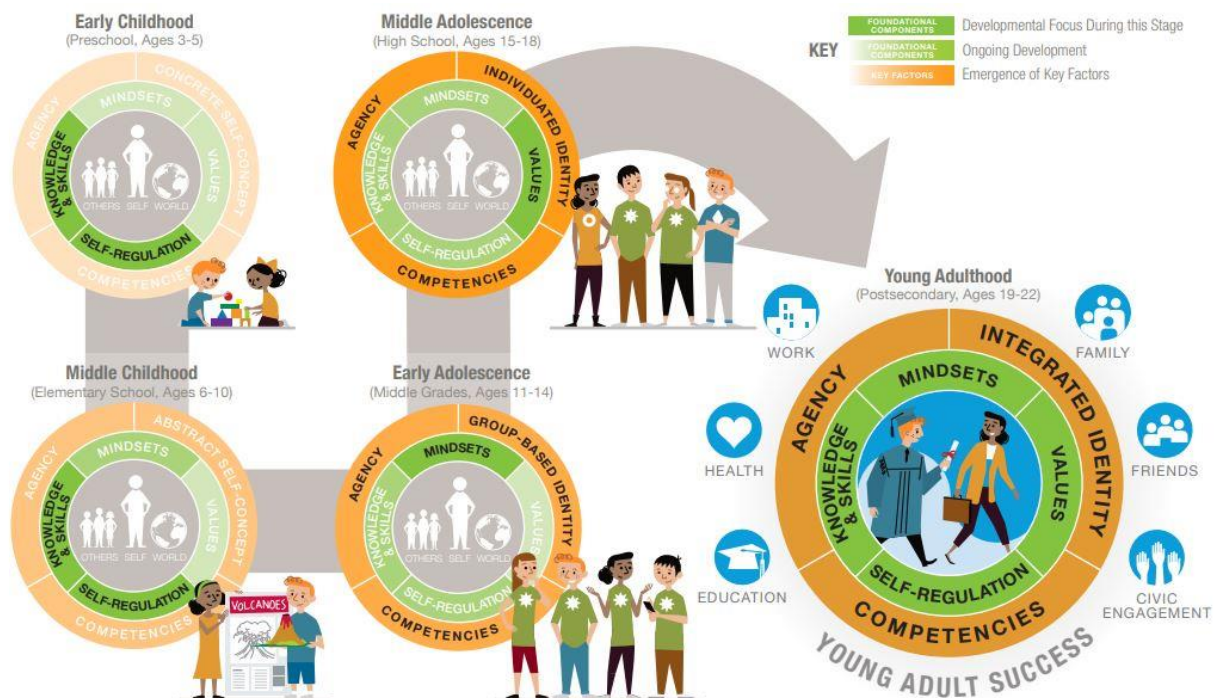 Early Childhood
(Preschool, Ages 3-5)
AGENCY
CONCRETE SELF-CONCEPT
COMPETENCIES
MINDSETS
KNOWLEDGE
& SKILLS
VALUES
SELF-REGULATION
OTHERS SELF WORLD
Middle Childhood
(Elementary School, Ages 6-10)
AGENCY
ABSTRACT SELF-CONCEPT
COMPETENCIES
MINDSETS
KNOWLEDGE
& SKILLS
VALUES
SELF-REGULATION
OTHERS SELF WORLD
VOLCANOES
Early Adolescence
(Middle Grades, Ages 11-14)
AGENCY
GROUP-BASED IDENTITY
COMPETENCIES
MINDSETS
KNOWLEDGE
& SKILLS
VALUES
SELF-REGULATION
OTHERS SELF WORLD
Middle Adolescence
(High School, Ages 15-18)
AGENCY
INDIVIDUATED IDENTITY
COMPETENCIES
MINDSETS
KNOWLEDGE
& SKILLS
VALUES
SELF-REGULATION
OTHERS SELF WORLD
KEY
FOUNDATIONAL
COMPONENTS
Developmental Focus During this Stage
FOUNDATIONAL
COMPONENTS
Ongoing Development
KEY FACTORS
Emergence of Key Factors
Young Adulthood
(Postsecondary, Ages 19-22)
AGENCY
INTEGRATED IDENTITY
COMPETENCIES
MINDSETS
KNOWLEDGE
& SKILLS
VALUES
SELF-REGULATION
WORK
HEALTH
EDUCATION
FAMILY
FRIENDS
CIVIC
ENGAGEMENT
YOUNG ADULT SUCCESS